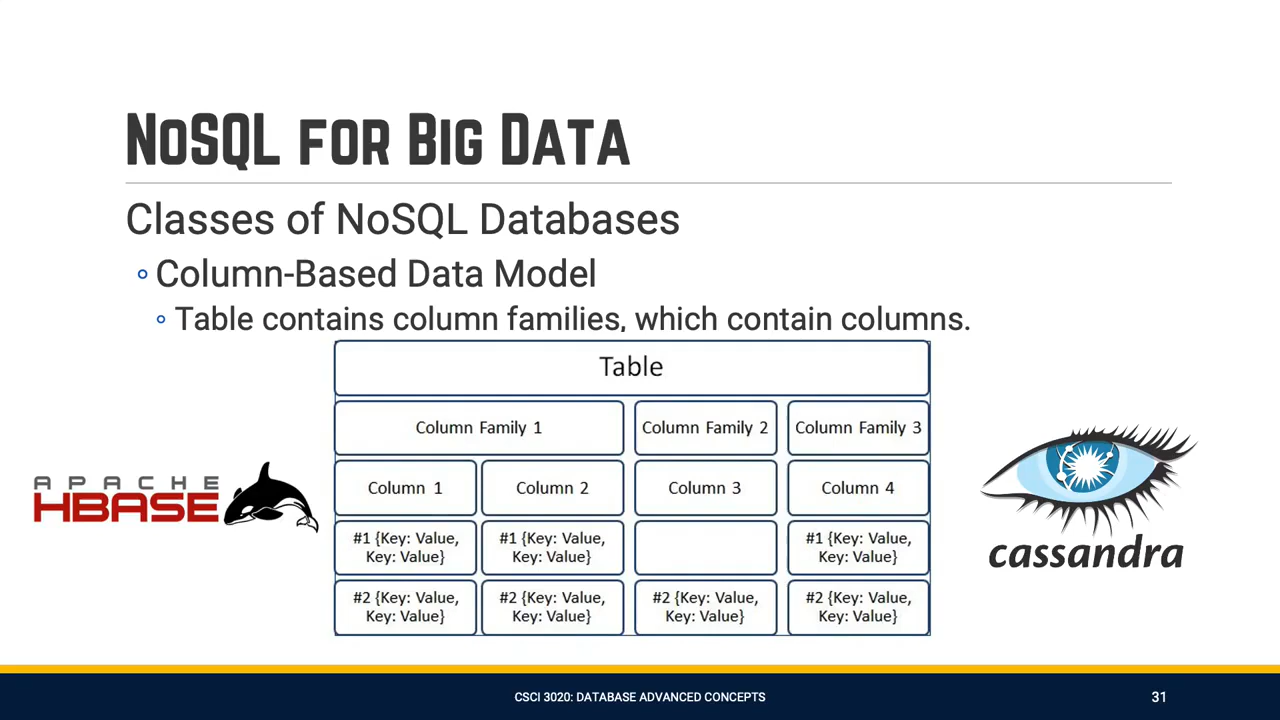 NoSQL for Big Data
Classes of NoSQL Databases
Column-Based Data Model
Table contains column families, which contain columns.
Table
Column Family 1
Column Family 2
Column Family 3
Column 1
Column 2
Column 3
Column 4
#1 {Key: Value,
Key: Value}
#1 {Key: Value,
Key: Value}
#1 {Key: Value,
Key: Value}
#2 {Key: Value,
Key: Value}
#2 {Key: Value,
Key: Value}
#2 {Key: Value,
Key: Value}
#2 {Key: Value,
Key: Value}
APACHE
HBASE
cassandra
CSCI 3020: DATABASE ADVANCED CONCEPTS
31